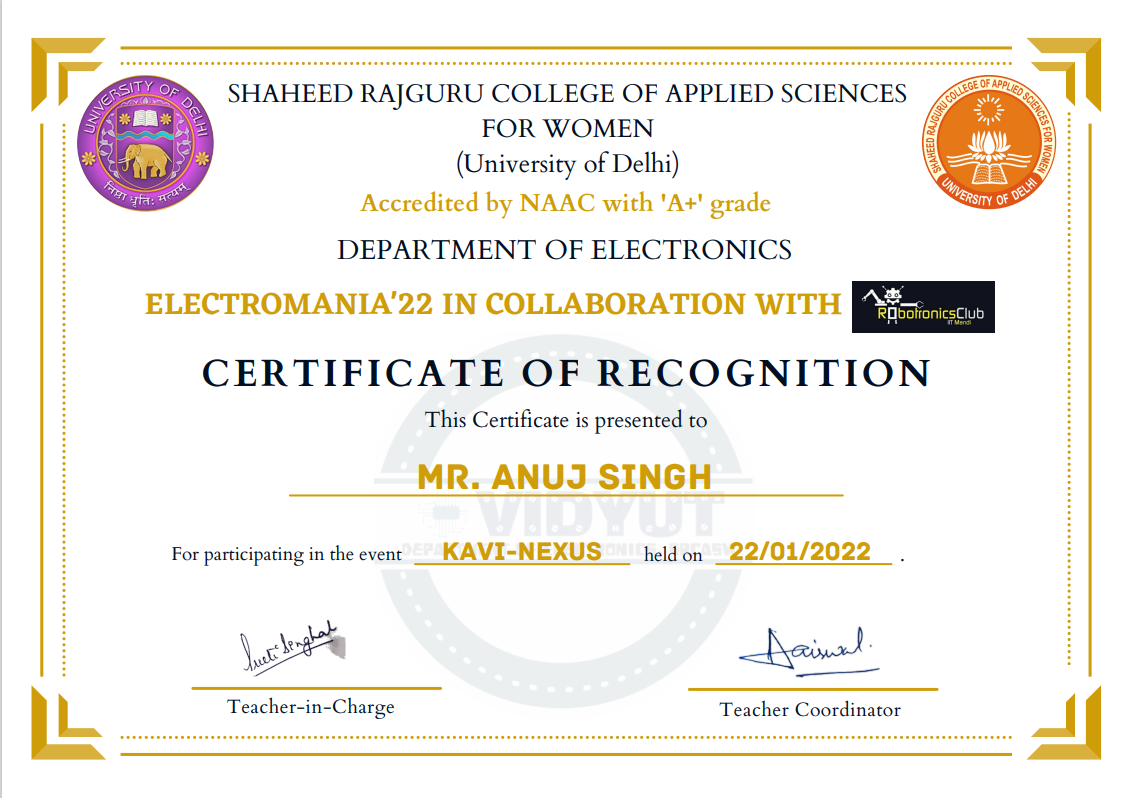 UNIVERSITY OF DELHI
निष्ठा धृति: सत्यम्
SHAHEED RAJGURU COLLEGE OF APPLIED SCIENCES
FOR WOMEN
(University of Delhi)
Accredited by NAAC with 'A+' grade
SHAHEED RAJGURU COLLEGE OF APPLIED SCIENCES FOR WOMEN
UNIVERSITY OF DELHI
DEPARTMENT OF ELECTRONICS
ELECTROMANIA'22 IN COLLABORATION WITH
RobotronicsClub
IIT Mandi
CERTIFICATE OF RECOGNITION
This Certificate is presented to
MR. ANUJ SINGH
VIDYUT
For participating in the event KAVI-NEXUS held on 22/01/2022 .
Teacher-in-Charge
Teacher Coordinator